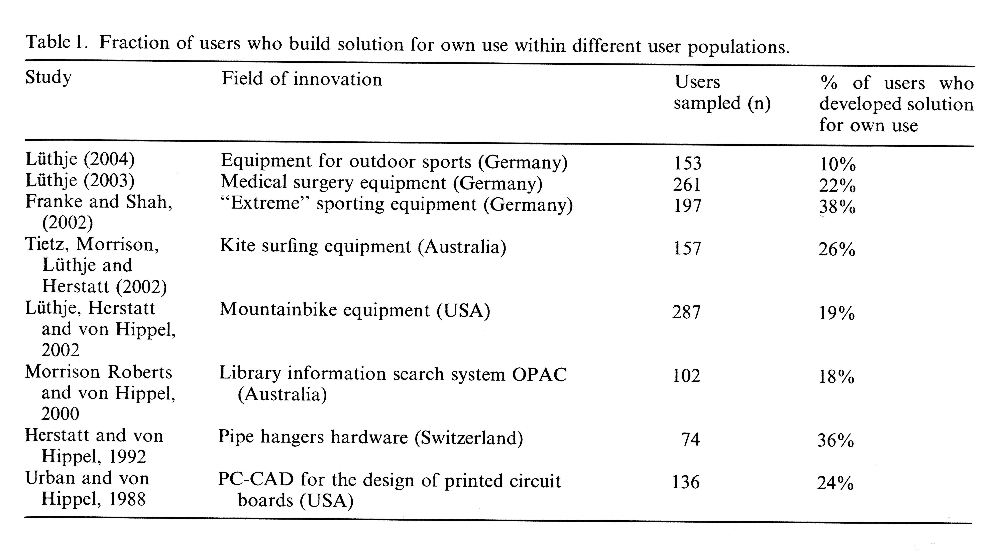 Table 1. Fraction of users who build solution for own use within different user populations.
Study Field of innovation Users sampled (n) % of users who developed solution for own use
Lüthje (2004) Equipment for outdoor sports (Germany) 153 10%
Lüthje (2003) Medical surgery equipment (Germany) 261 22%
Franke and Shah, “Extreme” sporting equipment (Germany) 197 38%
(2002)
Tietz, Morrison, Kite surfing equipment (Australia) 157 26%
Lüthje and
Herstatt (2002)
Lüthje, Herstatt Mountainbike equipment (USA) 287 19%
and von Hippel,
2002
Morrison Roberts Library information search system OPAC 102 18%
and von Hippel, (Australia)
2000
Herstatt and von Pipe hangers hardware (Switzerland) 74 36%
Hippel, 1992
Urban and von PC-CAD for the design of printed circuit 136 24%
Hippel, 1988 boards (USA)